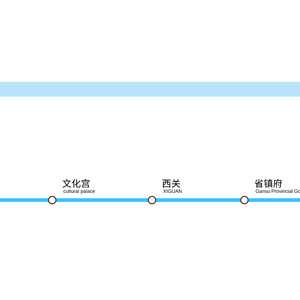 文化宫
cultural palace
西关
XIGUAN
省镇府
Gansu Provincial Go